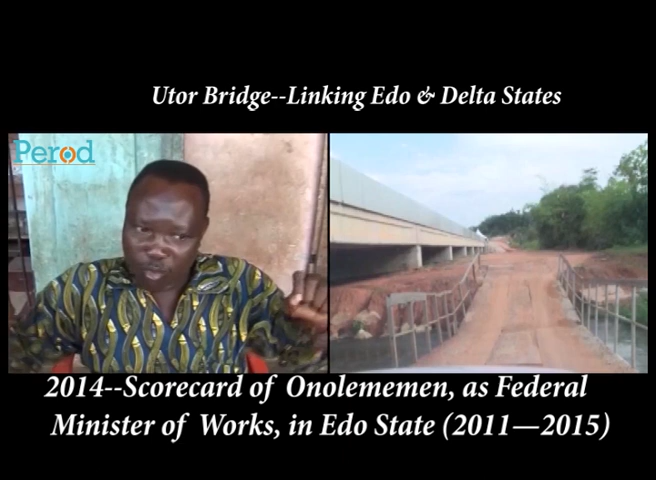 Utor Bridge--Linking Edo & Delta States
Perod
2014--Scorecard of Onolememen, as Federal
Minister of Works, in Edo State (2011—2015)